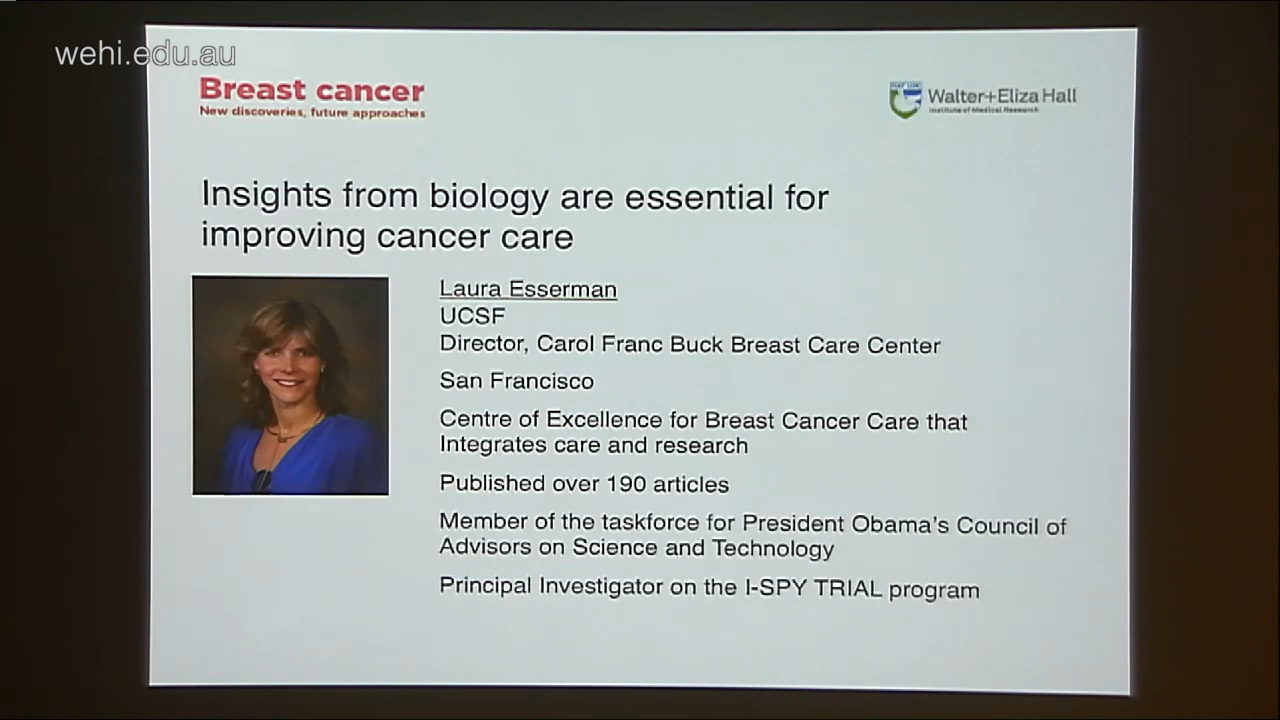 wehi.edu.au
Breast cancer
New discoveries, future approaches
Walter+Eliza Hall
Institute of Medical Research
Insights from biology are essential for
improving cancer care
Laura Esserman
UCSF
Director, Carol Franc Buck Breast Care Center
San Francisco
Centre of Excellence for Breast Cancer Care that
Integrates care and research
Published over 190 articles
Member of the taskforce for President Obama's Council of
Advisors on Science and Technology
Principal Investigator on the I-SPY TRIAL program